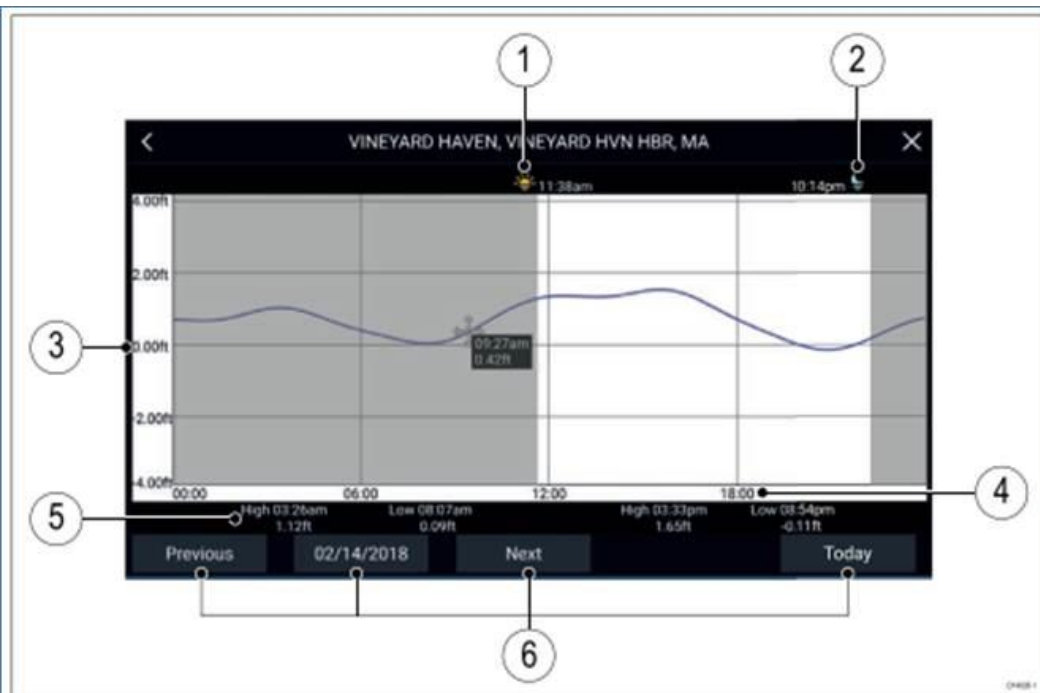 1
2
VINEYARD HAVEN, VINEYARD HVN HBR, MA
11:38am
10:14pm
4.00ft
2.00ft
3
0.00ft
09:27am
0.42ft
-2.00ft
-4.00ft
00:00
06:00
12:00
18:00
4
5
High 03:26am
Low 08:07am
High 03:33pm
Low 08:54pm
1.12ft
0.09ft
1.65ft
-0.11ft
Previous
02/14/2018
Next
Today
6